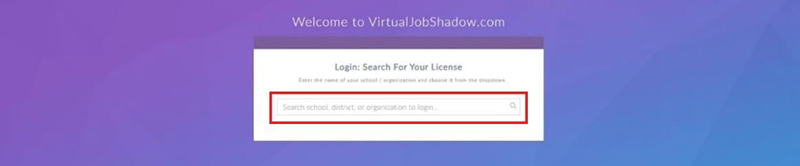 Welcome to VirtualJobShadow.com
Login: Search For Your License
Enter the name of your school / organization and choose it from the dropdown
Search school, district, or organization to login...